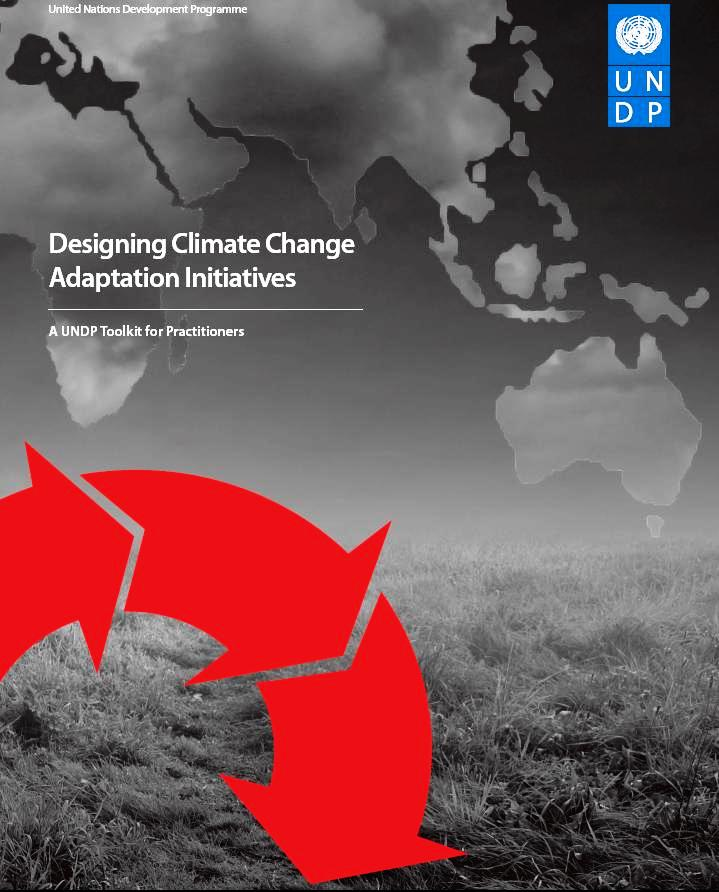 United Nations Development Programme
U N
D P
Designing Climate Change
Adaptation Initiatives
A UNDP Toolkit for Practitioners